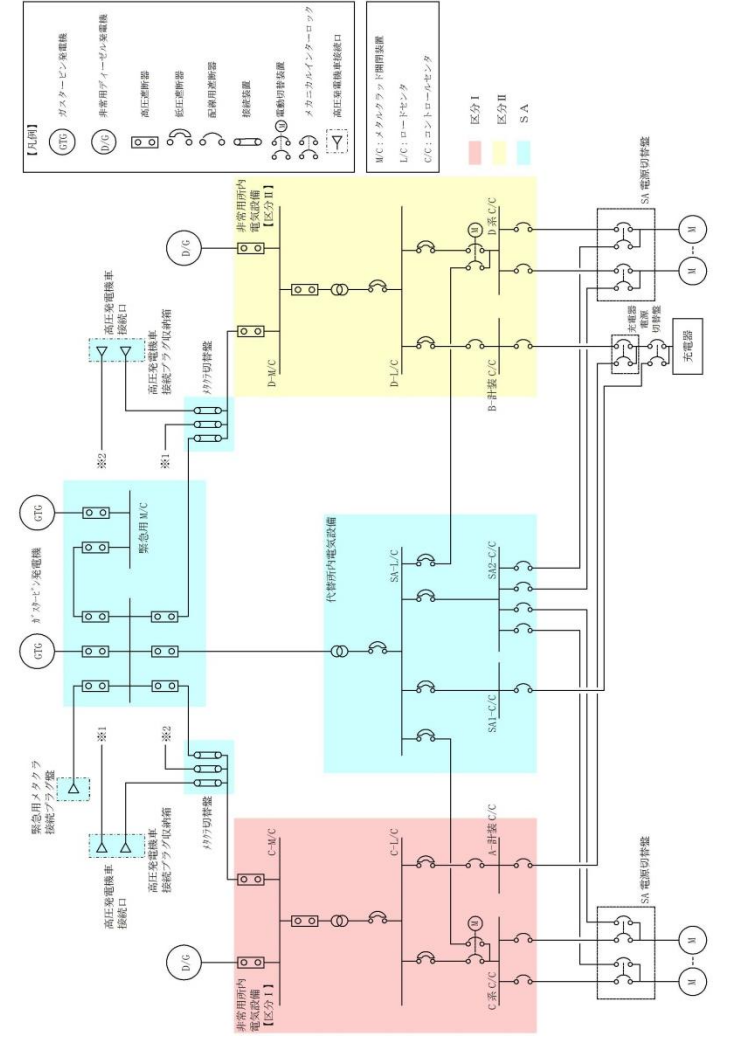 【凡例】
GTG
ガスタービン発電機
D/G
非常用ディーゼル発電機
高圧遮断器
低圧遮断器
配線用遮断器
接続装置
M
電動切替装置
メカニカルインターロック
高圧発電機車接続口
M/C：メタルクラッド開閉装置
L/C：ロードセンタ
C/C：コントロールセンタ
区分Ⅰ
区分Ⅱ
SA
緊急用メタクラ
接続プラグ盤
GTG
ガスタービン発電機
GTG
緊急用 M/C
高圧発電機車
接続口
※1
高圧発電機車
接続プラグ収納箱
※2
メタクラ切替盤
※2
※1
高圧発電機車
接続口
高圧発電機車
接続プラグ収納箱
メタクラ切替盤
D/G
非常用所内
電気設備
【区分Ⅰ】
C-M/C
C-L/C
M
C系 C/C
A-計装 C/C
代替所内電気設備
SA-L/C
SA1-C/C
SA2-C/C
D/G
非常用所内
電気設備
【区分Ⅱ】
D-M/C
D-L/C
M
B-計装 C/C
D系 C/C
SA 電源切替盤
M
M
充電器
電源
切替盤
充電器
SA 電源切替盤
M
M